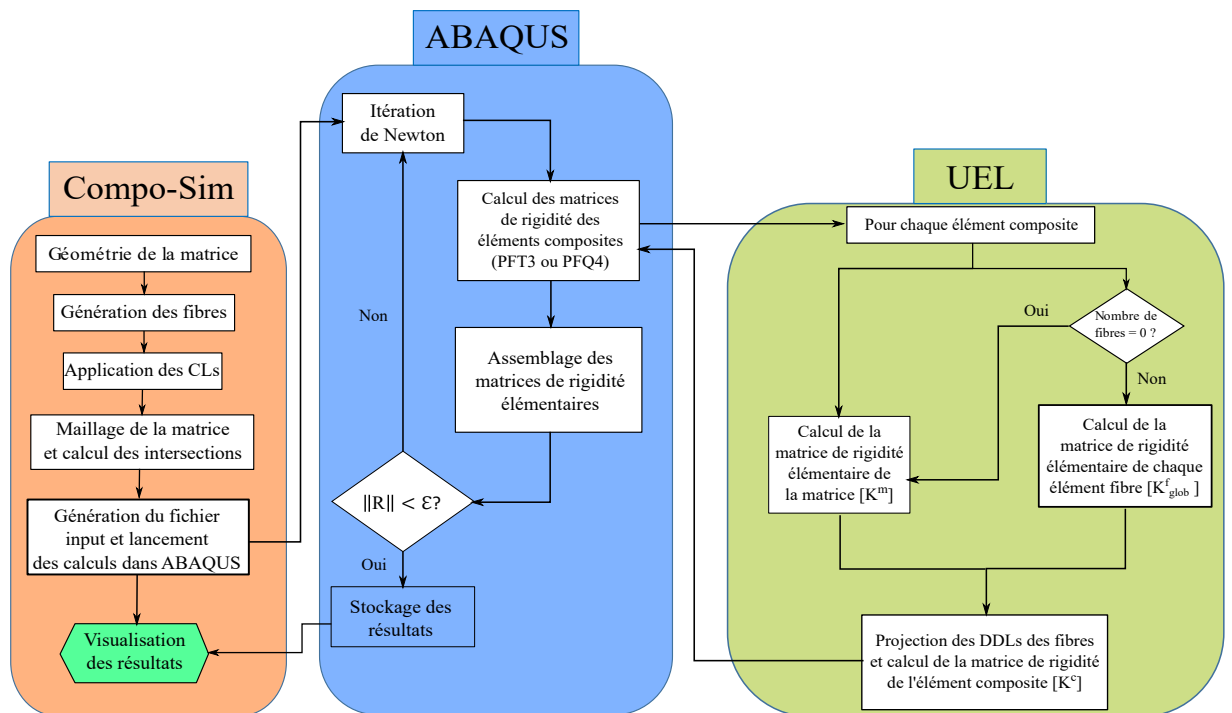 ABAQUS
Compo-Sim
UEL
Géométrie de la matrice
Génération des fibres
Application des CLs
Maillage de la matrice
et calcul des intersections
Génération du fichier
input et lancement
des calculs dans ABAQUS
Visualisation
des résultats
Itération
de Newton
Calcul des matrices
de rigidité des
éléments composites
(PFT3 ou PFQ4)
Assemblage des
matrices de rigidité
élémentaires
Non
||R|| < Ɛ?
Oui
Stockage des
résultats
Pour chaque élément composite
Oui
Nombre de
fibres = 0 ?
Non
Calcul de la
matrice de rigidité
élémentaire de
la matrice [K^m]
Calcul de la
matrice de rigidité
élémentaire de chaque
élément fibre [K^f_glob ]
Projection des DDLs des fibres
et calcul de la matrice de rigidité
de l'élément composite [K^c]